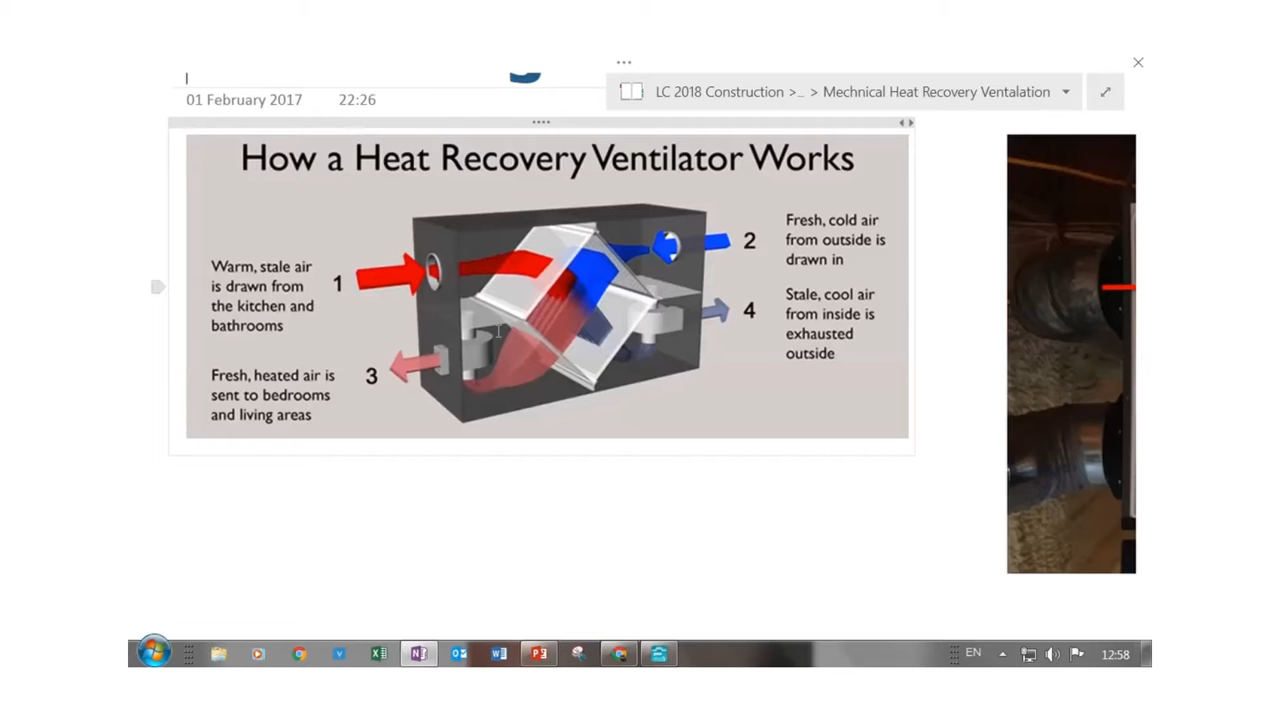 LC 2018 Construction >... > Mechnical Heat Recovery Ventalation
01 February 2017 22:26
How a Heat Recovery Ventilator Works
Warm, stale air
is drawn from
the kitchen and
bathrooms
1
Fresh, heated air is
sent to bedrooms
and living areas
3
2
Fresh, cold air
from outside is
drawn in
4
Stale, cool air
from inside is
exhausted
outside
EN
12:58